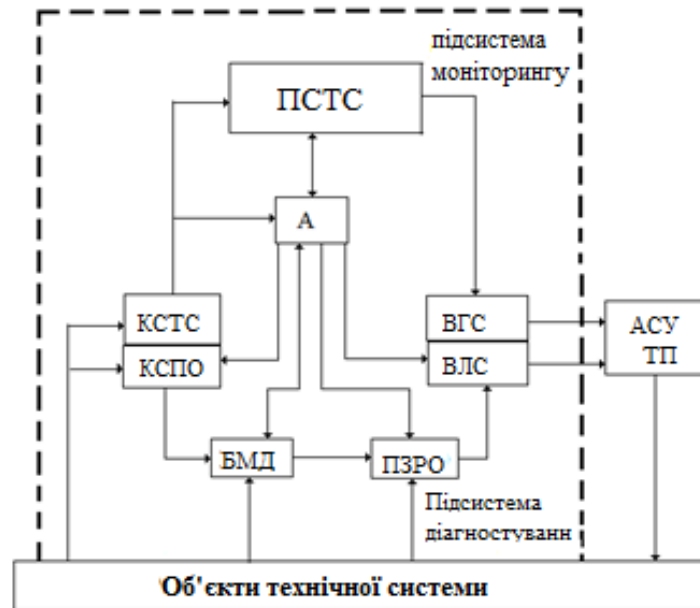 підсистема
моніторингу
ПСТС
А
КСТС
КСПО
ВГС
ВЛС
АСУ
ТП
БМД
ПЗРО
Підсистема
діагностуванн
Об'єкти технічної системи